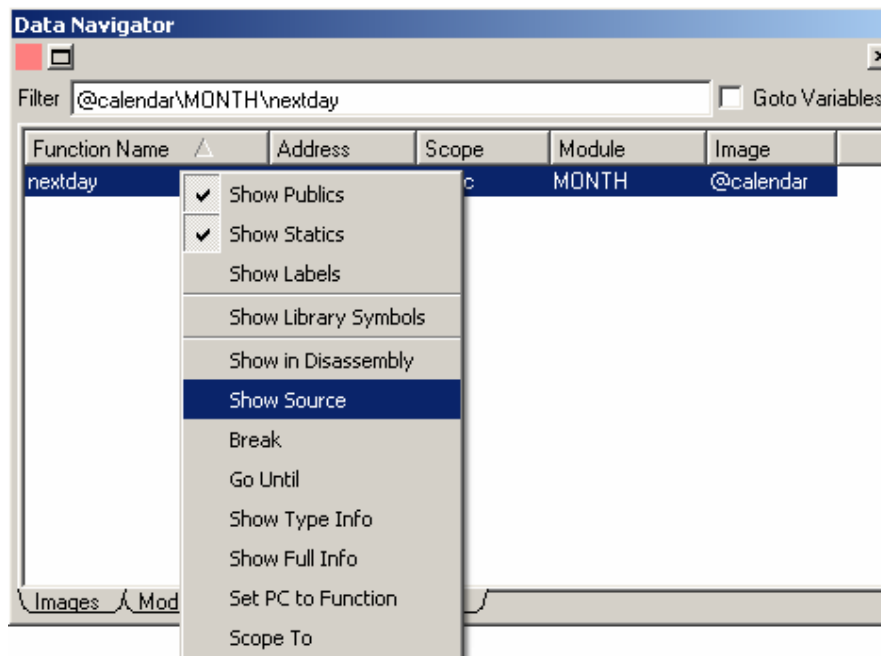 Data Navigator
Filter @calendar\MONTH\nextday Goto Variables
Function Name Address Scope Module Image
nextday MONTH @calendar
Show Publics
Show Statics
Show Labels
Show Library Symbols
Show in Disassembly
Show Source
Break
Go Until
Show Type Info
Show Full Info
Set PC to Function
Scope To
Images